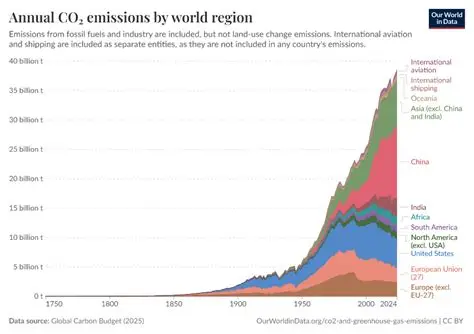 Annual CO₂ emissions by world region
Our World
in Data
Emissions from fossil fuels and industry are included, but not land-use change emissions. International aviation
and shipping are included as separate entities, as they are not included in any country's emissions.
40 billion t
35 billion t
30 billion t
25 billion t
20 billion t
15 billion t
10 billion t
5 billion t
0 t
1750
1800
1850
1900
1950
2000
2024
International
aviation
International
shipping
Oceania
Asia (excl. China
and India)
China
India
Africa
South America
North America
(excl. USA)
United States
European Union
(27)
Europe (excl.
EU-27)
Data source: Global Carbon Budget (2025)
OurWorldinData.org/co2-and-greenhouse-gas-emissions | CC BY